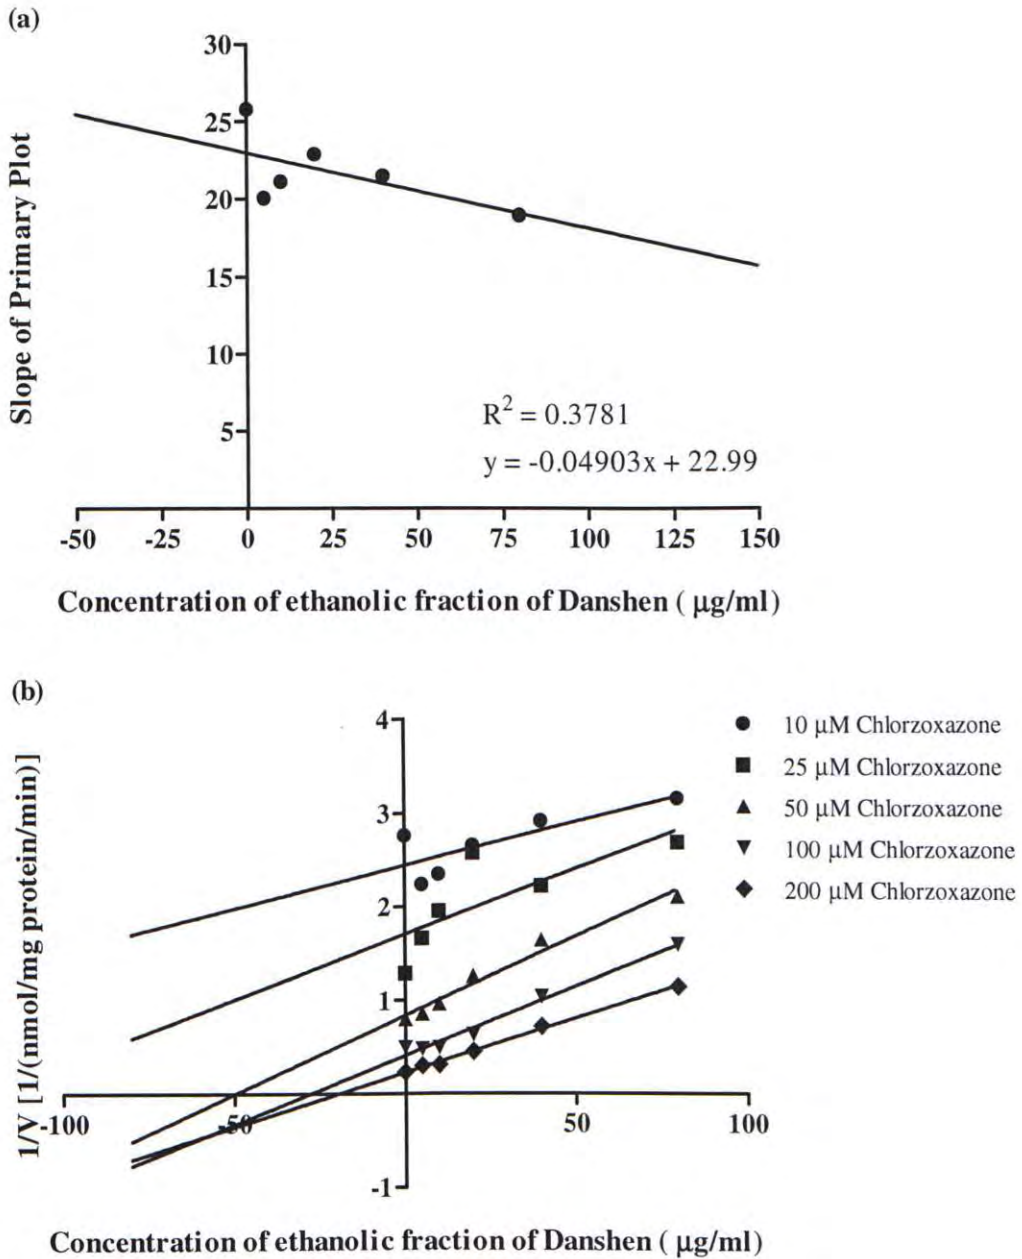 (a)
Slope of Primary Plot
30
25
20
15
10
5
R² = 0.3781
y = -0.04903x + 22.99
-50 -25 0 25 50 75 100 125 150
Concentration of ethanolic fraction of Danshen ( μg/ml)
(b)
1/V [1/(nmol/mg protein/min)]
4
3
2
1
-100 -50 50 100
-1
10 μM Chlorzoxazone
25 μM Chlorzoxazone
50 μM Chlorzoxazone
100 μM Chlorzoxazone
200 μM Chlorzoxazone
Concentration of ethanolic fraction of Danshen ( μg/ml)